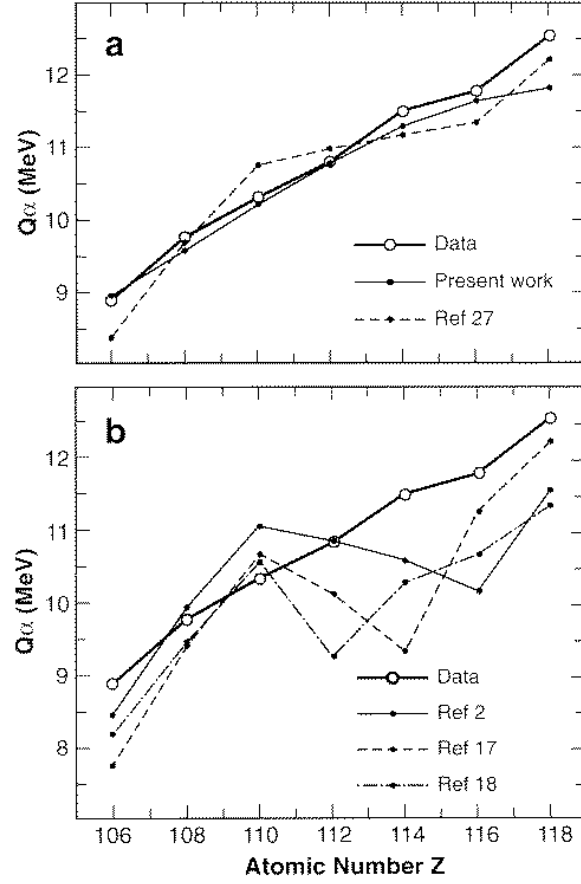 a
12
11
10
9
Qα (MeV)
Data
Present work
Ref 27
b
12
11
10
9
8
Qα (MeV)
Data
Ref 2
Ref 17
Ref 18
106 108 110 112 114 116 118
Atomic Number Z